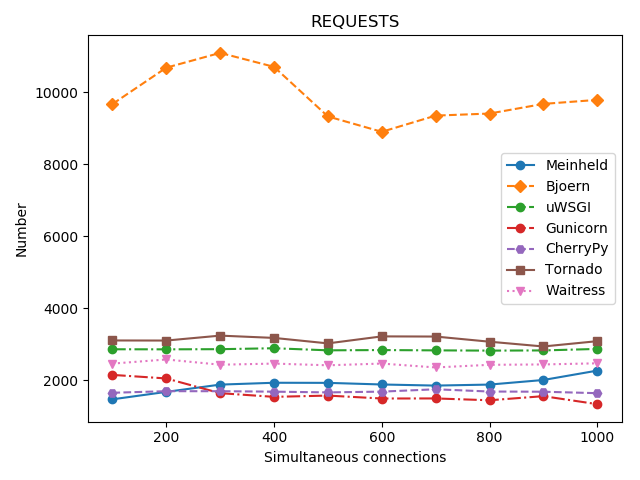 REQUESTS
Number
10000
8000
6000
4000
2000
Meinheld
Bjoern
uWSGI
Gunicorn
CherryPy
Tornado
Waitress
200
400
600
800
1000
Simultaneous connections